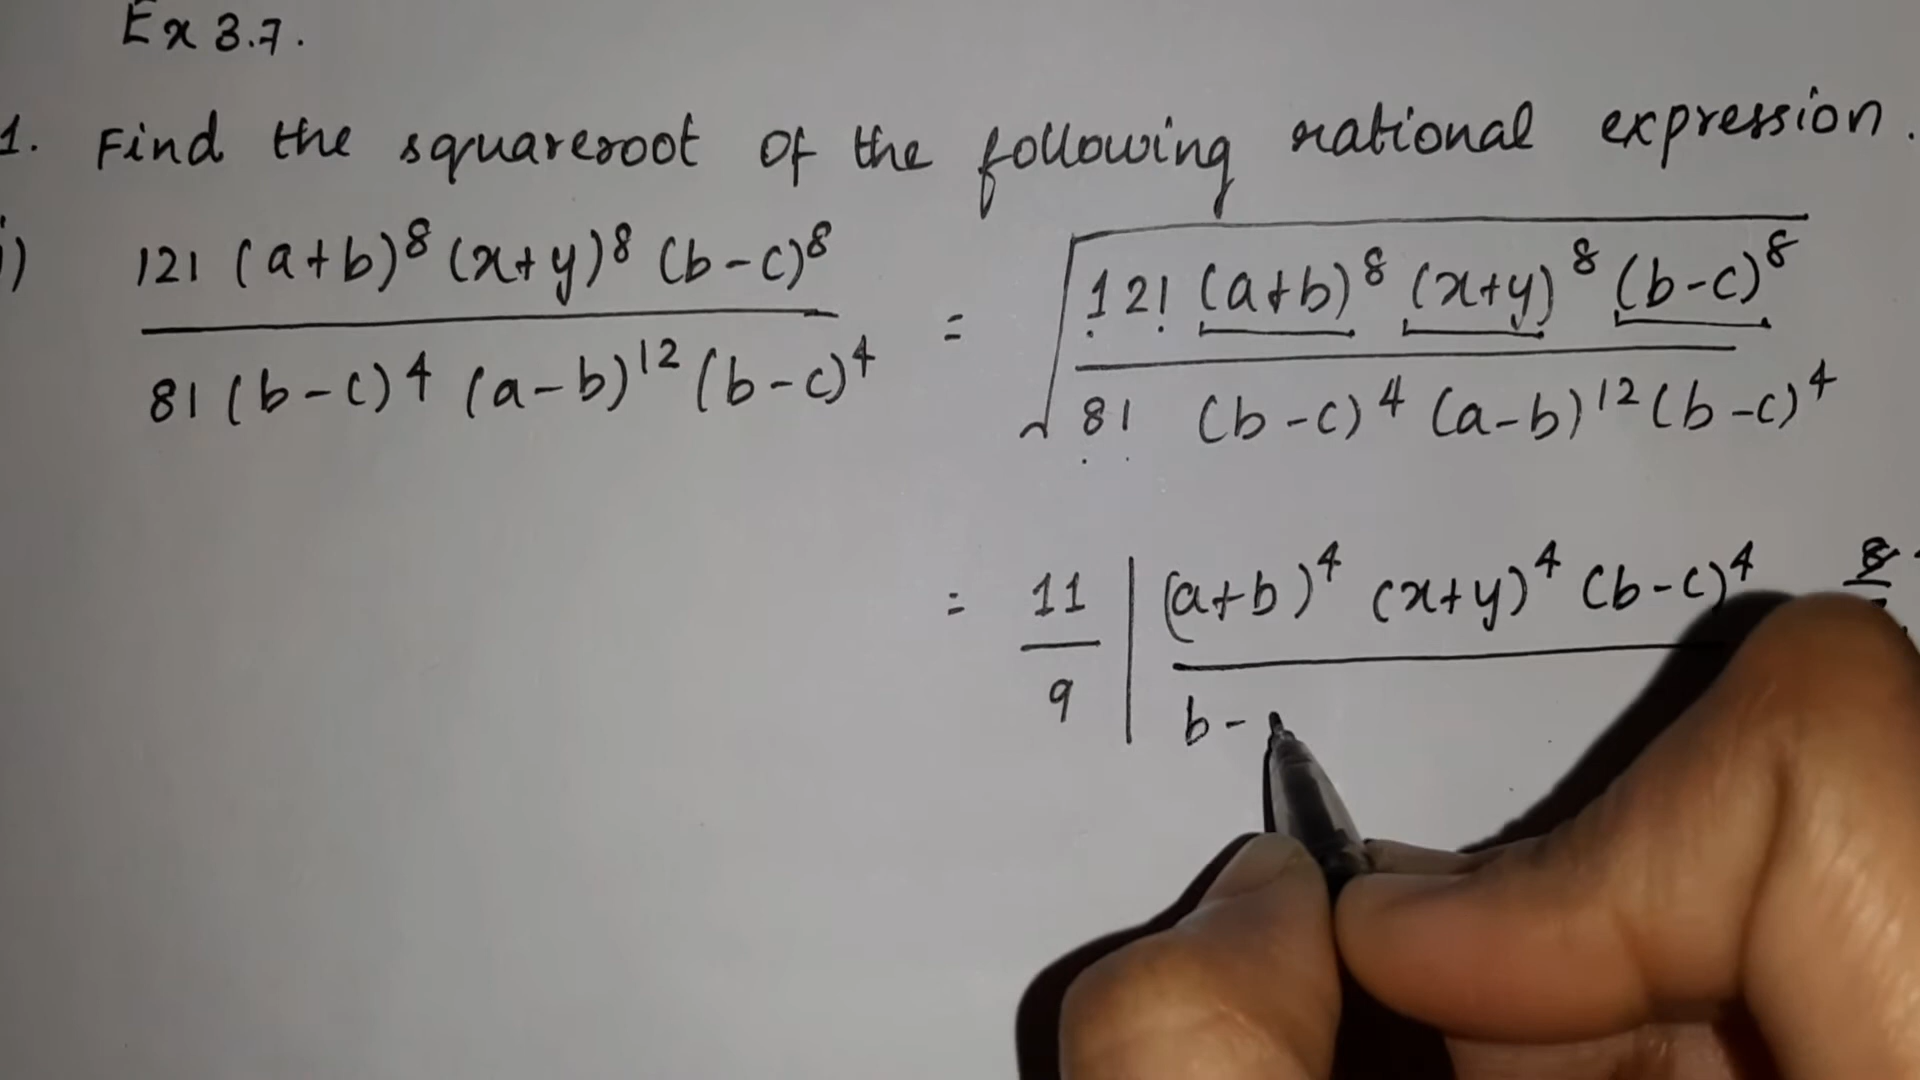 Ex 3.7.
1. Find the squareroot of the following rational expression.
i) 121 (a+b)⁸ (x+y)⁸ (b-c)⁸ / 81 (b-c)⁴ (a-b)¹² (b-c)⁴ = √ 121 (a+b)⁸ (x+y)⁸ (b-c)⁸ / 81 (b-c)⁴ (a-b)¹² (b-c)⁴
= 11 / 9 | (a+b)⁴ (x+y)⁴ (b-c)⁴ / b-
8